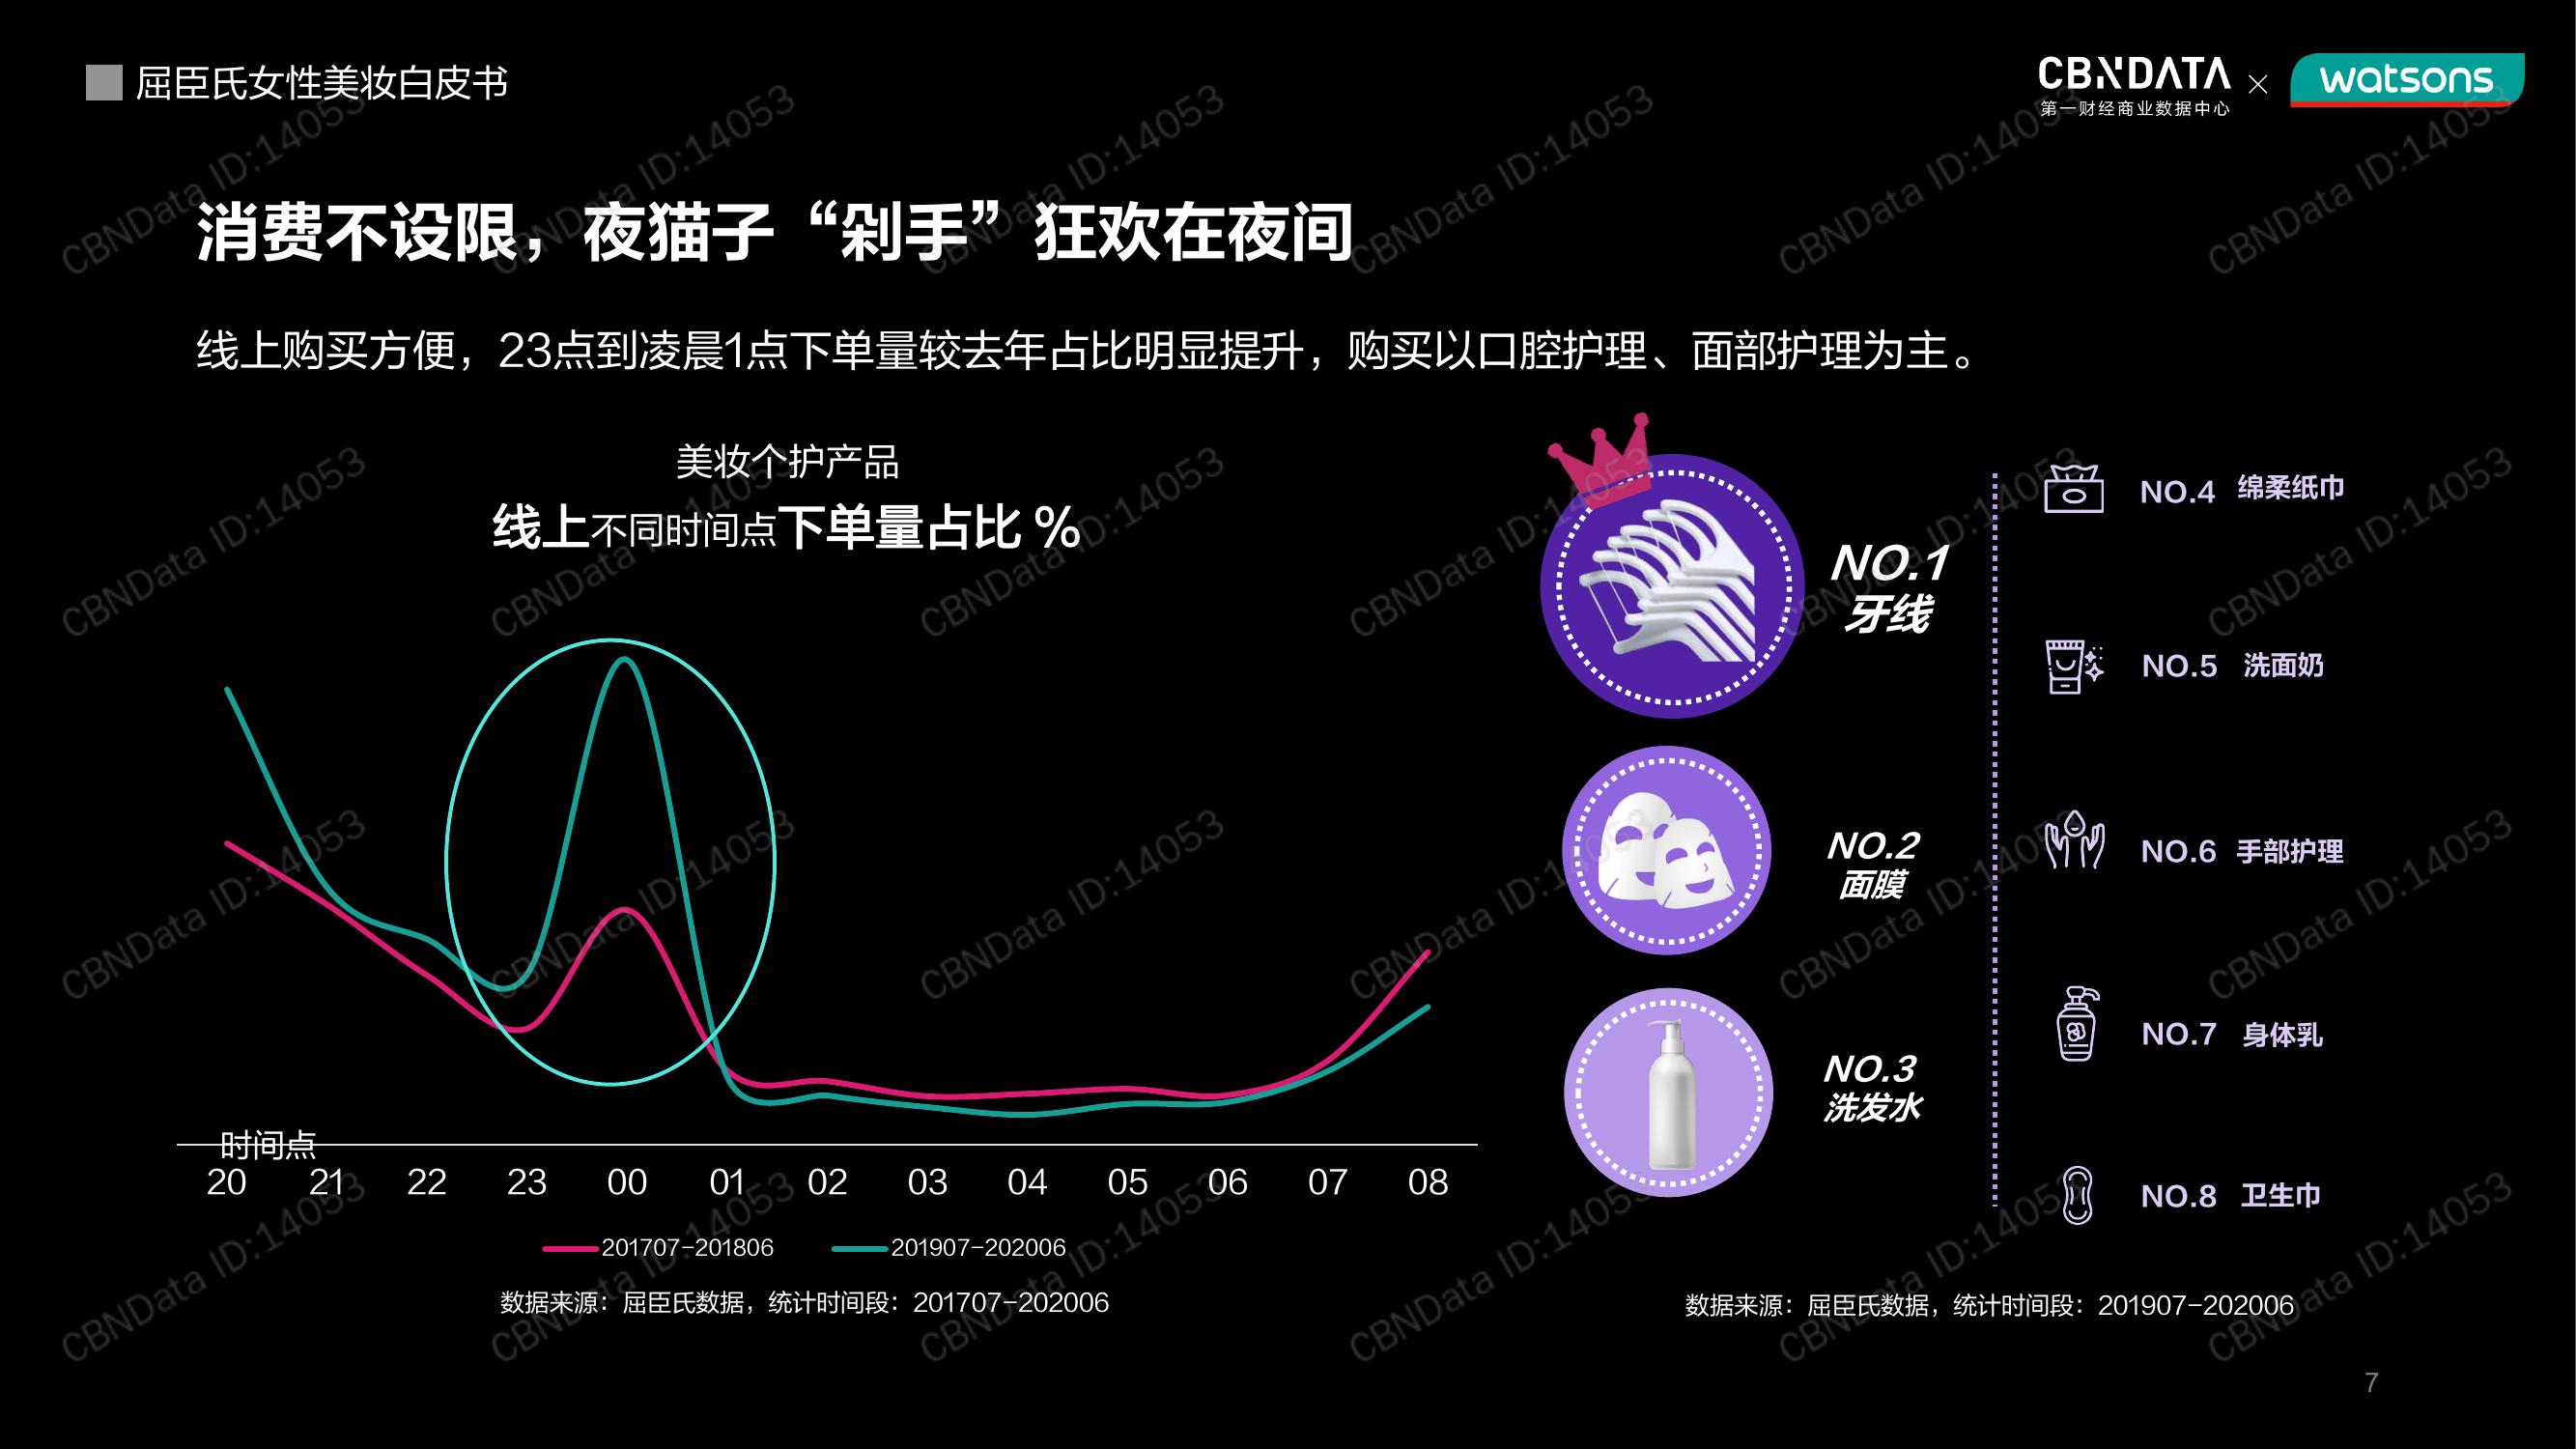 屈臣氏女性美妆白皮书
CBNDATA
第一财经商业数据中心
×
watsons
消费不设限，夜猫子“剁手”狂欢在夜间
线上购买方便，23点到凌晨1点下单量较去年占比明显提升，购买以口腔护理、面部护理为主。
美妆个护产品
线上不同时间点下单量占比 %
时间点
20 21 22 23 00 01 02 03 04 05 06 07 08
201707-201806 201907-202006
数据来源：屈臣氏数据，统计时间段：201707-202006
NO.1
牙线
NO.2
面膜
NO.3
洗发水
NO.4 绵柔纸巾
NO.5 洗面奶
NO.6 手部护理
NO.7 身体乳
NO.8 卫生巾
数据来源：屈臣氏数据，统计时间段：201907-202006
7
CBNData ID:14053